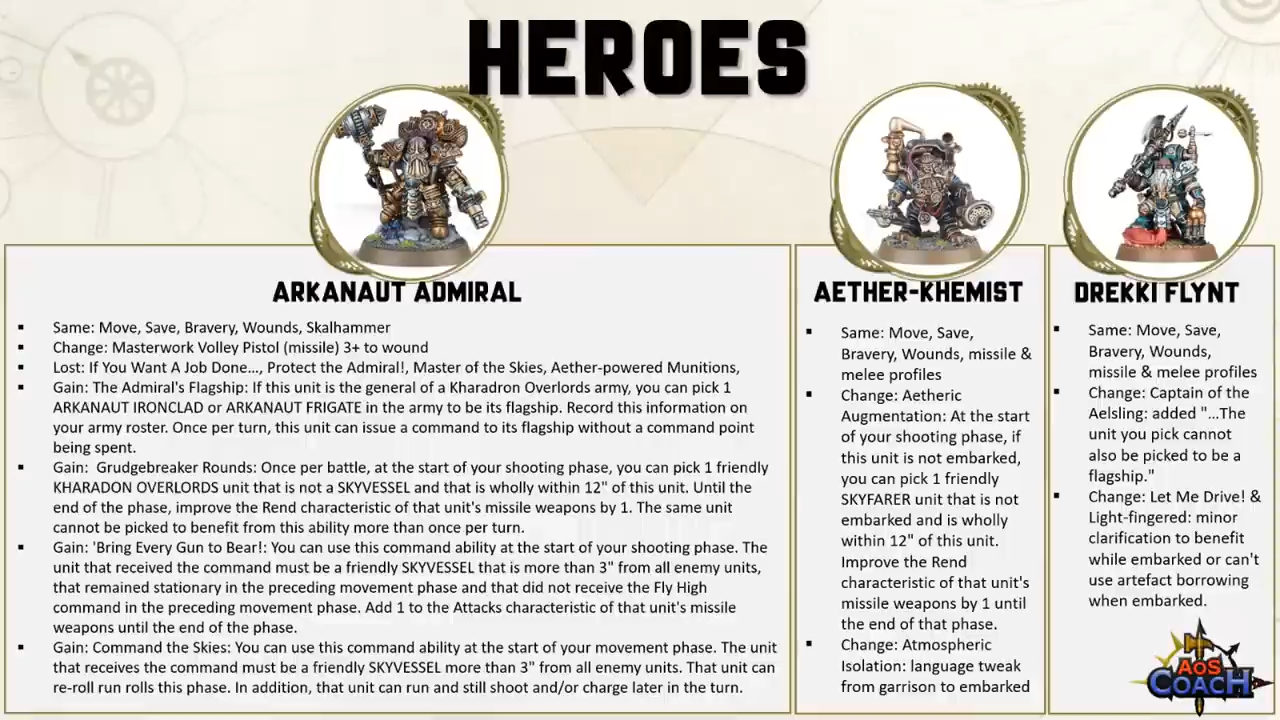 HEROES
ARKANAUT ADMIRAL
▪ Same: Move, Save, Bravery, Wounds, Skalhammer
▪ Change: Masterwork Volley Pistol (missile) 3+ to wound
▪ Lost: If You Want A Job Done..., Protect the Admiral!, Master of the Skies, Aether-powered Munitions,
▪ Gain: The Admiral's Flagship: If this unit is the general of a Kharadron Overlords army, you can pick 1
ARKANAUT IRONCLAD or ARKANAUT FRIGATE in the army to be its flagship. Record this information on
your army roster. Once per turn, this unit can issue a command to its flagship without a command point
being spent.
▪ Gain: Grudgebreaker Rounds: Once per battle, at the start of your shooting phase, you can pick 1 friendly
KHARADON OVERLORDS unit that is not a SKYVESSEL and that is wholly within 12" of this unit. Until the
end of the phase, improve the Rend characteristic of that unit's missile weapons by 1. The same unit
cannot be picked to benefit from this ability more than once per turn.
▪ Gain: 'Bring Every Gun to Bear!: You can use this command ability at the start of your shooting phase. The
unit that received the command must be a friendly SKYVESSEL that is more than 3" from all enemy units,
that remained stationary in the preceding movement phase and that did not receive the Fly High
command in the preceding movement phase. Add 1 to the Attacks characteristic of that unit's missile
weapons until the end of the phase.
▪ Gain: Command the Skies: You can use this command ability at the start of your movement phase. The unit
that receives the command must be a friendly SKYVESSEL more than 3" from all enemy units. That unit can
re-roll run rolls this phase. In addition, that unit can run and still shoot and/or charge later in the turn.
AETHER-KHEMIST
▪ Same: Move, Save,
Bravery, Wounds, missile &
melee profiles
▪ Change: Aetheric
Augmentation: At the start
of your shooting phase, if
this unit is not embarked,
you can pick 1 friendly
SKYFARER unit that is not
embarked and is wholly
within 12" of this unit.
Improve the Rend
characteristic of that unit's
missile weapons by 1 until
the end of that phase.
▪ Change: Atmospheric
Isolation: language tweak
from garrison to embarked
DREKKI FLYNT
▪ Same: Move, Save,
Bravery, Wounds,
missile & melee profiles
▪ Change: Captain of the
Aelsling: added "...The
unit you pick cannot
also be picked to be a
flagship."
▪ Change: Let Me Drive! &
Light-fingered: minor
clarification to benefit
while embarked or can't
use artefact borrowing
when embarked.
AoS
COACH